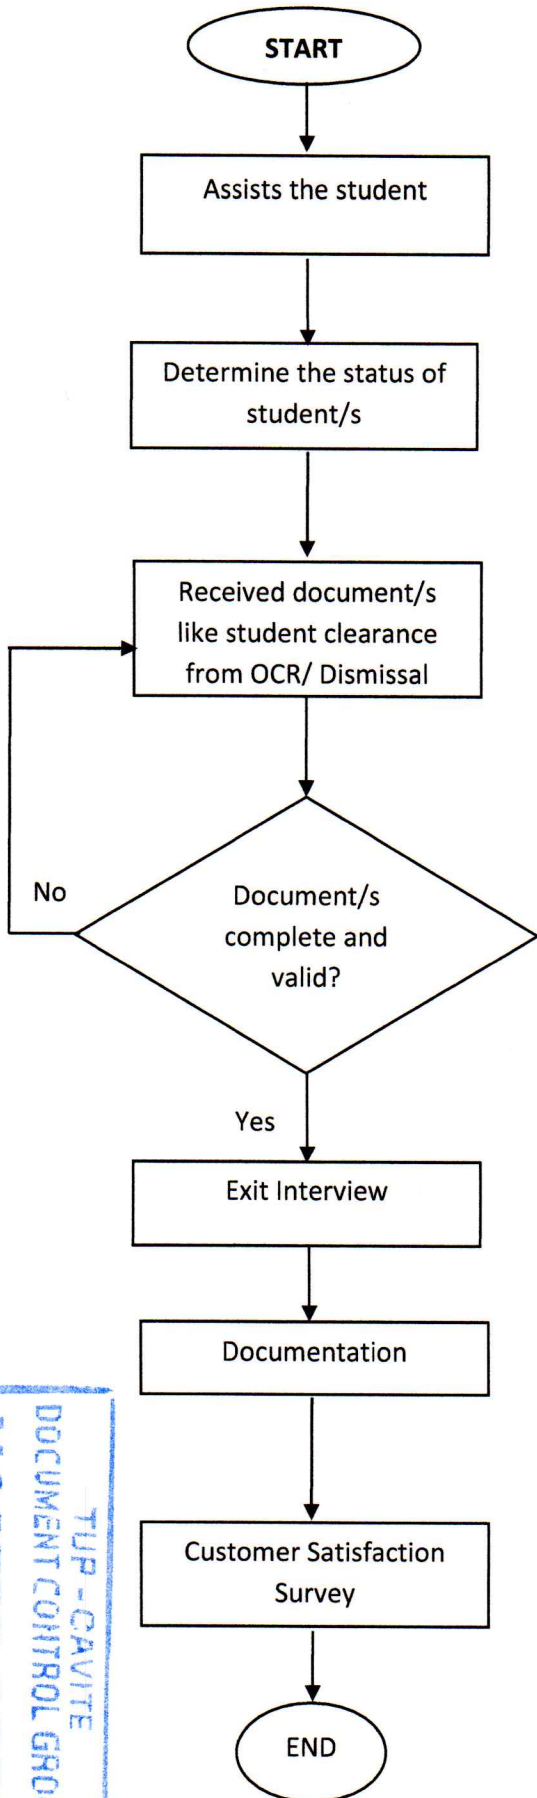 START
Assists the student
Determine the status of
student/s
Received document/s
like student clearance
from OCR/ Dismissal
No
Document/s
complete and
valid?
Yes
Exit Interview
Documentation
Customer Satisfaction
Survey
END
TUP-CAVITE
DOCUMENT CONTROL GRO